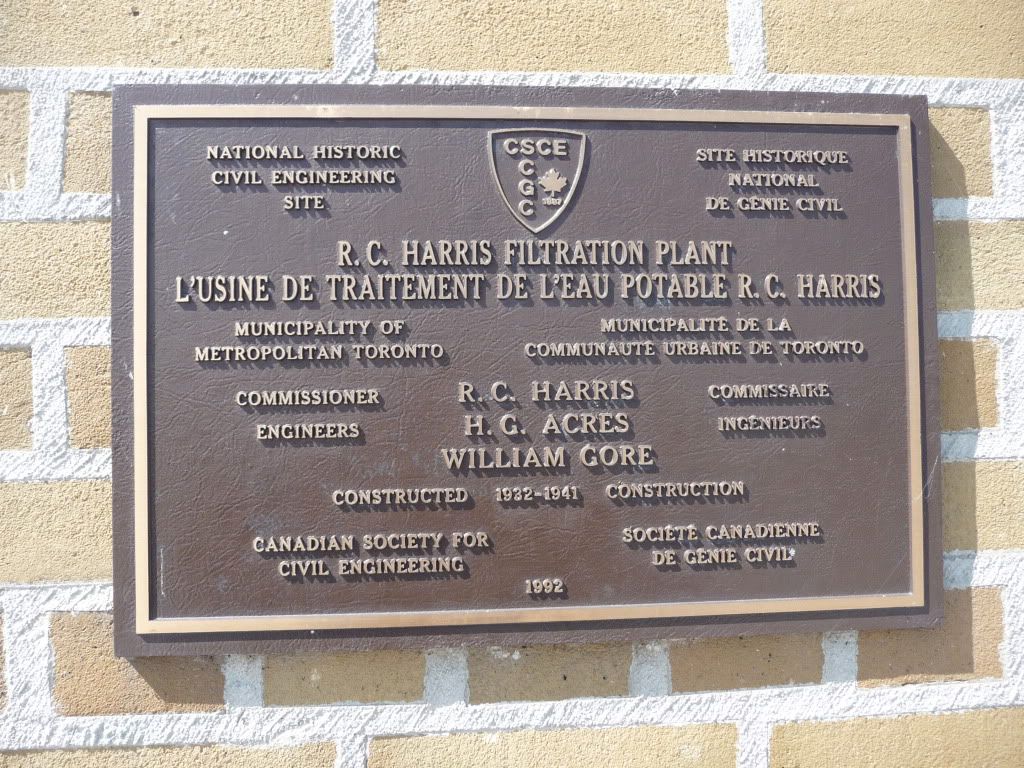 NATIONAL HISTORIC
CIVIL ENGINEERING
SITE
CSCE
C
G
C
1887
SITE HISTORIQUE
NATIONAL
DE GÉNIE CIVIL
R. C. HARRIS FILTRATION PLANT
L'USINE DE TRAITEMENT DE L'EAU POTABLE R. C. HARRIS
MUNICIPALITY OF
METROPOLITAN TORONTO
MUNICIPALITÉ DE LA
COMMUNAUTÉ URBAINE DE TORONTO
COMMISSIONER R. C. HARRIS COMMISSAIRE
ENGINEERS H. G. ACRES INGÉNIEURS
WILLIAM GORE
CONSTRUCTED 1932-1941 CONSTRUCTION
CANADIAN SOCIETY FOR
CIVIL ENGINEERING
SOCIÉTÉ CANADIENNE
DE GÉNIE CIVIL
1992